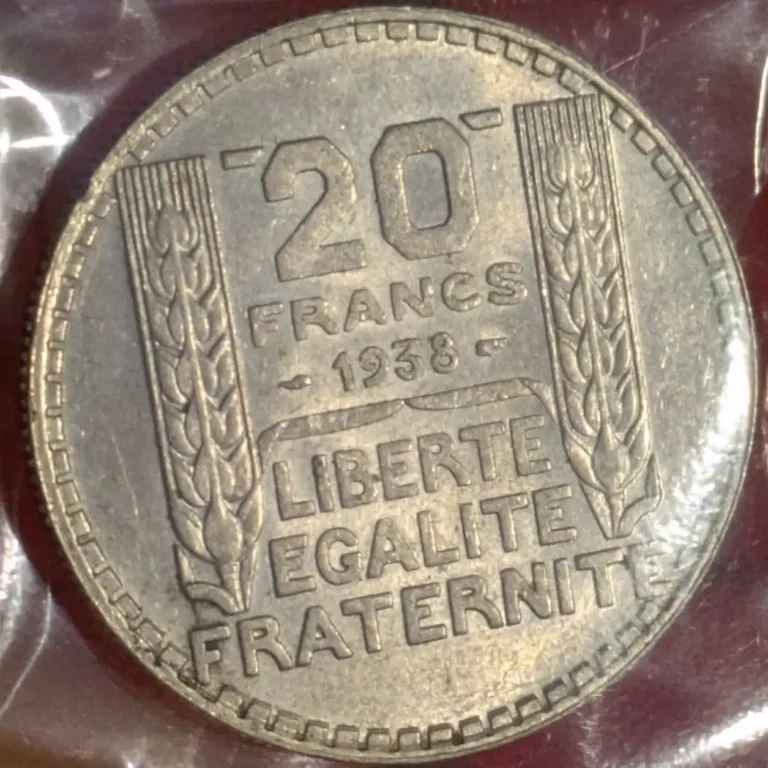 20
FRANCS
- 1938 -
LIBERTE
EGALITE
FRATERNITE